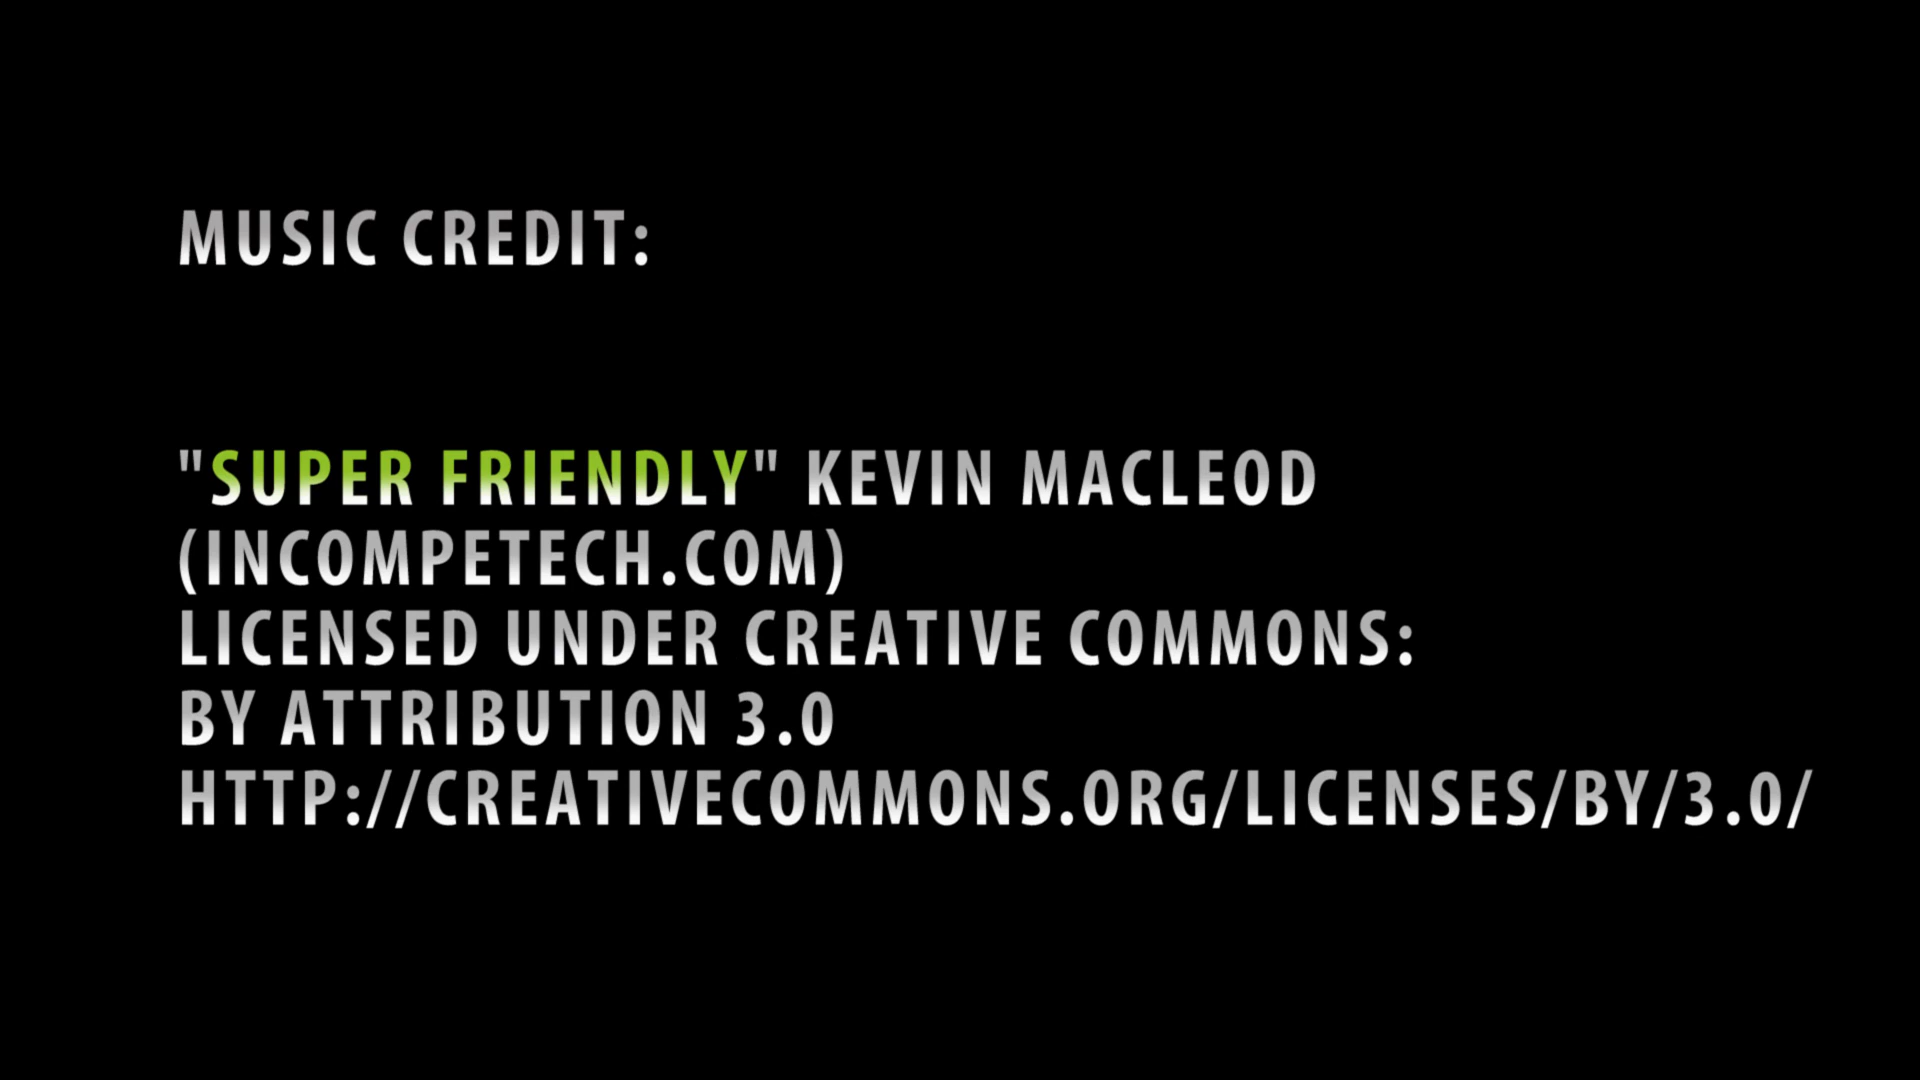 MUSIC CREDIT:
"SUPER FRIENDLY" KEVIN MACLEOD
(INCOMPETECH.COM)
LICENSED UNDER CREATIVE COMMONS:
BY ATTRIBUTION 3.0
HTTP://CREATIVECOMMONS.ORG/LICENSES/BY/3.0/